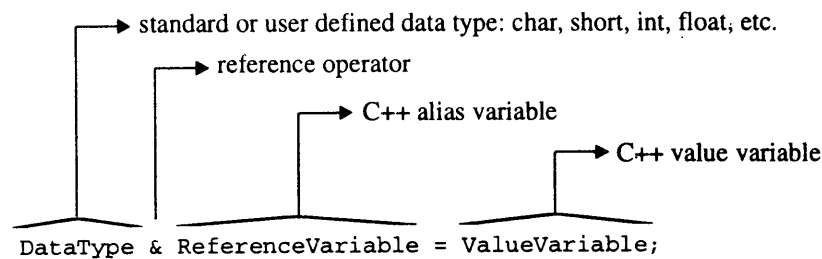 standard or user defined data type: char, short, int, float, etc.
reference operator
C++ alias variable
C++ value variable
DataType & ReferenceVariable = ValueVariable;